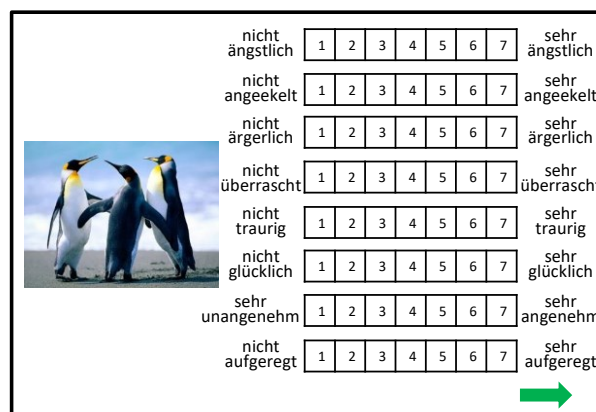 nicht ängstlich 1 2 3 4 5 6 7 sehr ängstlich
nicht angeekelt 1 2 3 4 5 6 7 sehr angeekelt
nicht ärgerlich 1 2 3 4 5 6 7 sehr ärgerlich
nicht überrascht 1 2 3 4 5 6 7 sehr überrascht
nicht traurig 1 2 3 4 5 6 7 sehr traurig
nicht glücklich 1 2 3 4 5 6 7 sehr glücklich
sehr unangenehm 1 2 3 4 5 6 7 sehr angenehm
nicht aufgeregt 1 2 3 4 5 6 7 sehr aufgeregt